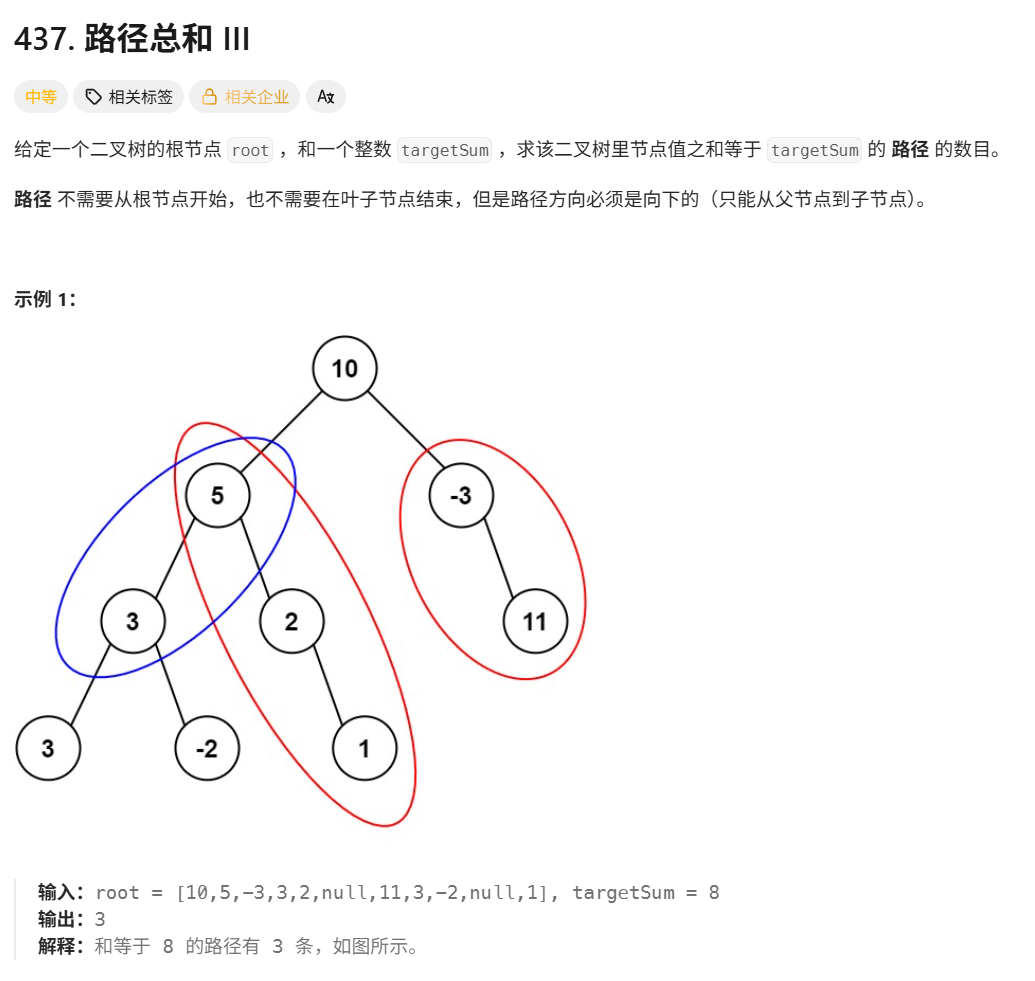 437. 路径总和 III
中等 相关标签 相关企业 Aあ
给定一个二叉树的根节点 root ，和一个整数 targetSum ，求该二叉树里节点值之和等于 targetSum 的 路径 的数目。
路径 不需要从根节点开始，也不需要在叶子节点结束，但是路径方向必须是向下的（只能从父节点到子节点）。
示例 1：
10
5 -3
3 2 11
3 -2 1
输入：root = [10,5,-3,3,2,null,11,3,-2,null,1], targetSum = 8
输出：3
解释：和等于 8 的路径有 3 条，如图所示。